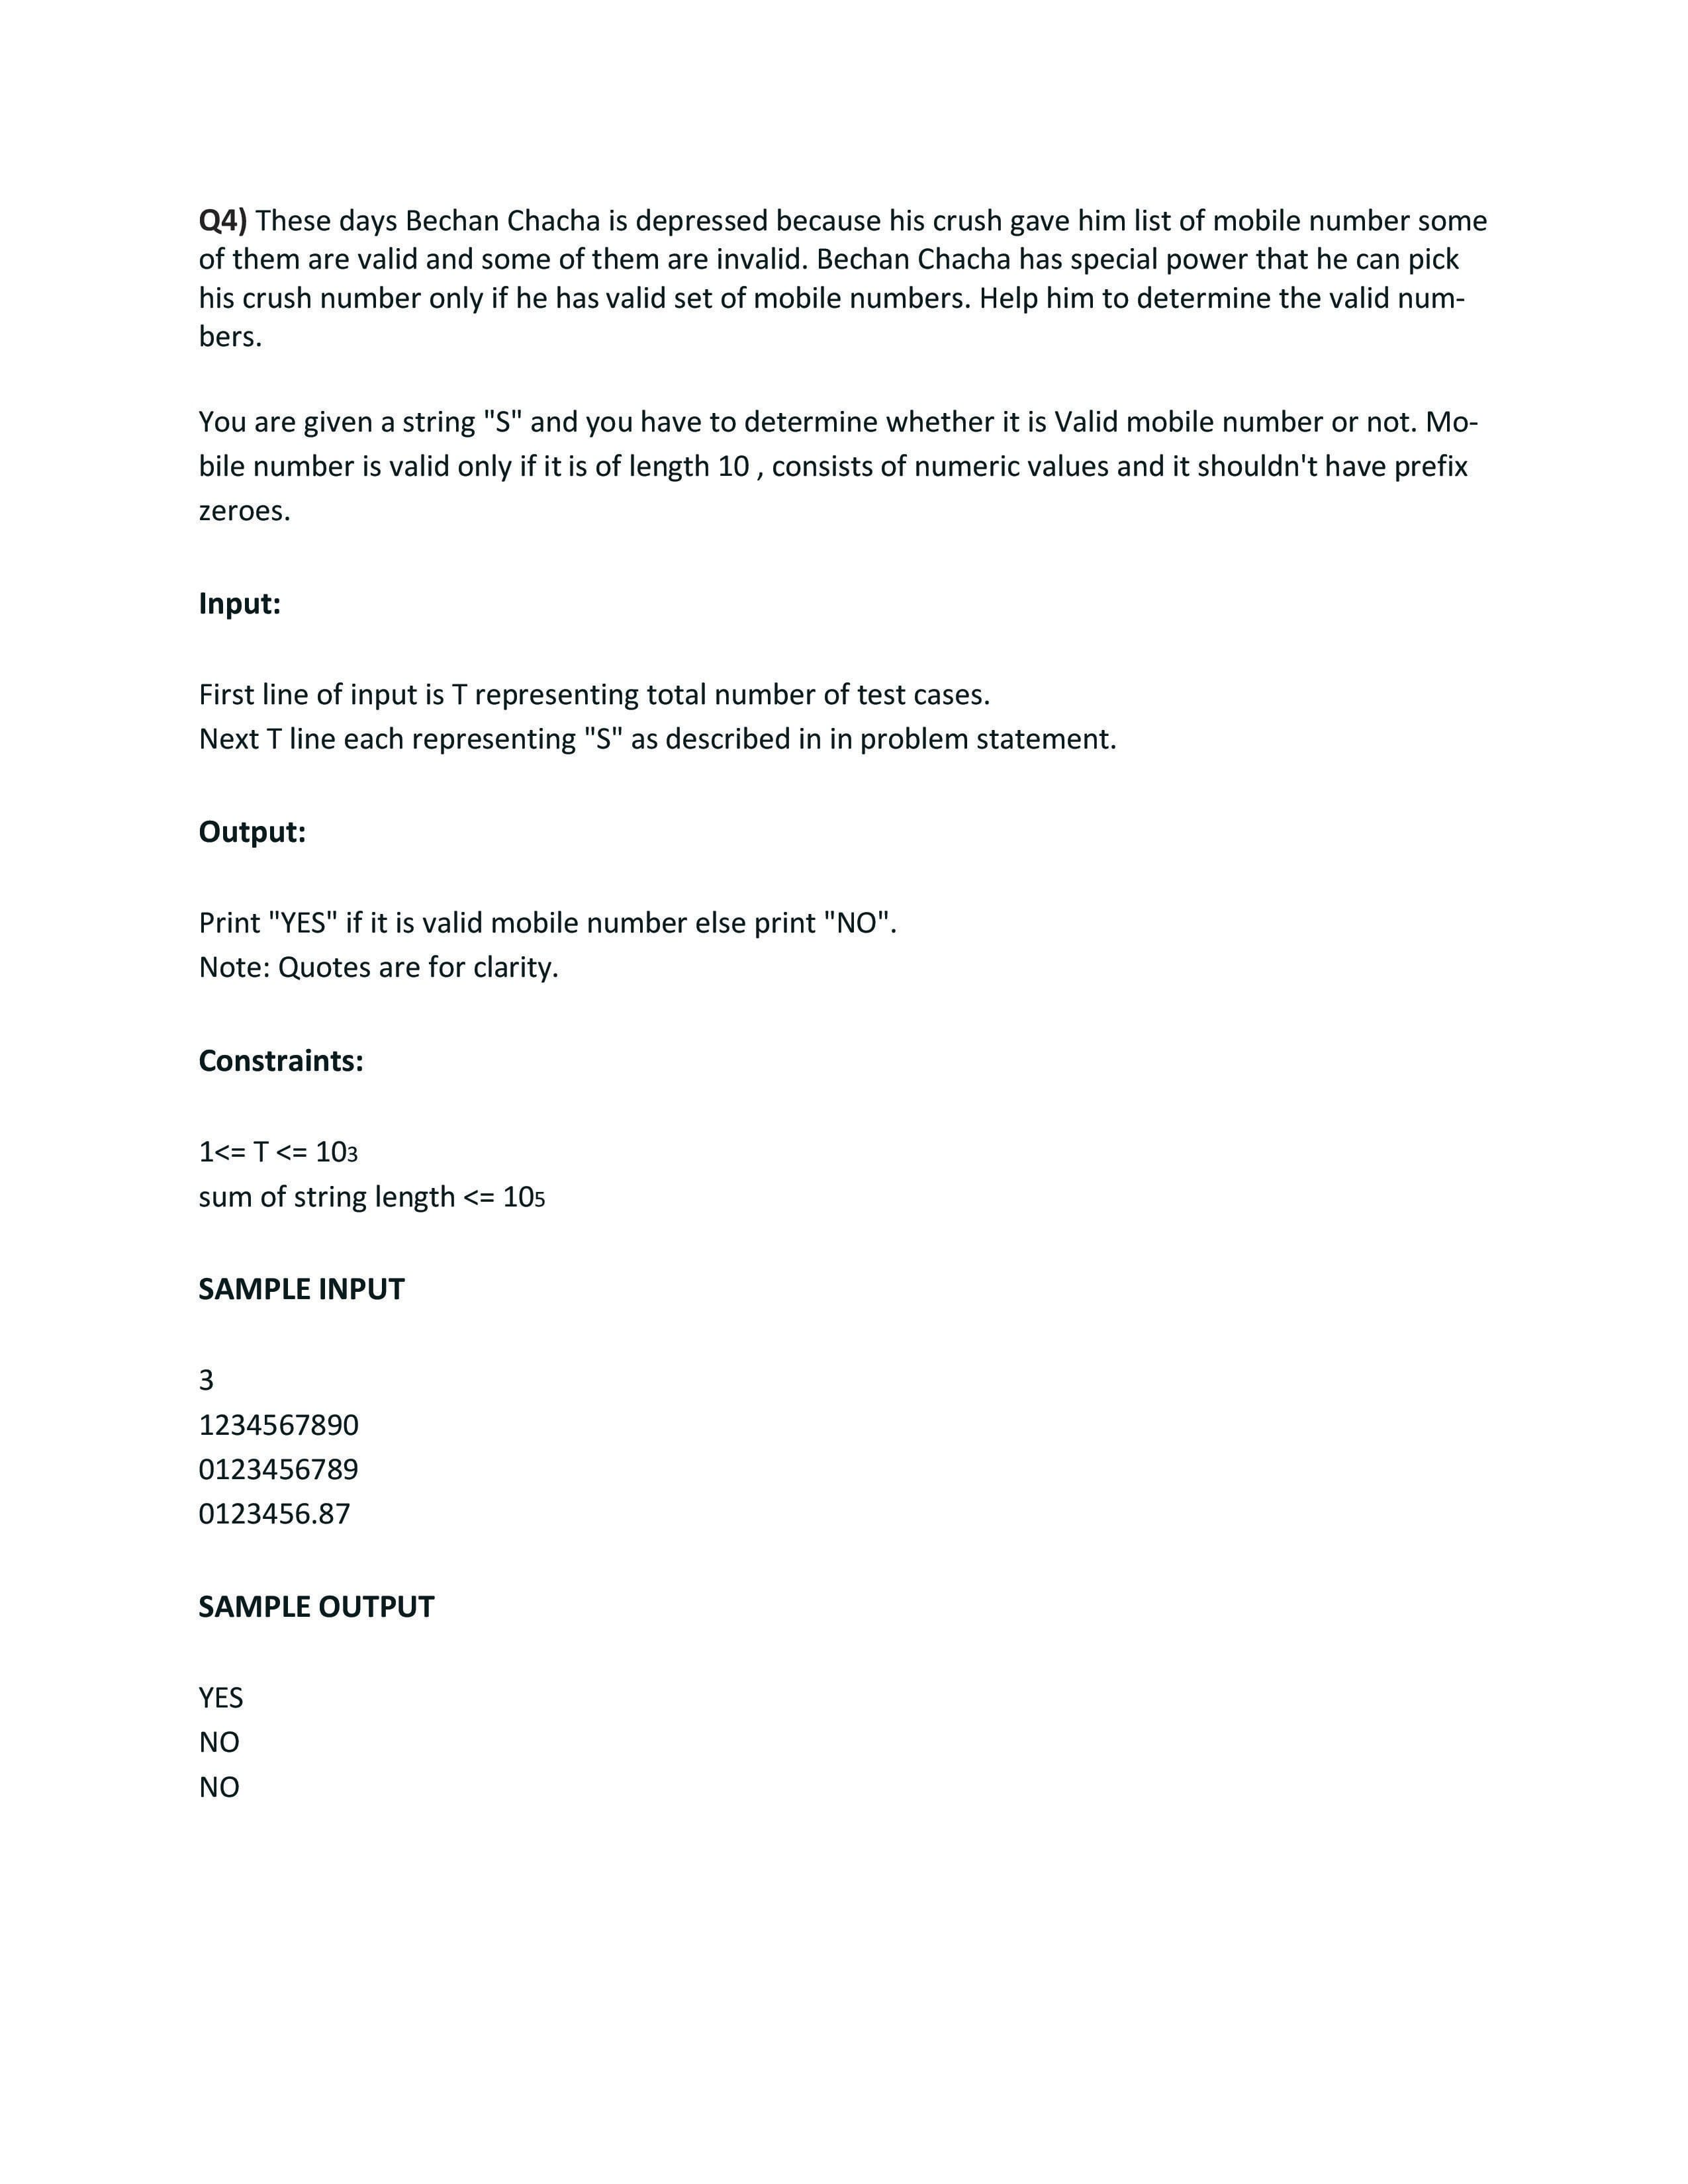 Q4) These days Bechan Chacha is depressed because his crush gave him list of mobile number some
of them are valid and some of them are invalid. Bechan Chacha has special power that he can pick
his crush number only if he has valid set of mobile numbers. Help him to determine the valid num-
bers.
You are given a string "S" and you have to determine whether it is Valid mobile number or not. Mo-
bile number is valid only if it is of length 10 , consists of numeric values and it shouldn't have prefix
zeroes.
Input:
First line of input is T representing total number of test cases.
Next T line each representing "S" as described in in problem statement.
Output:
Print "YES" if it is valid mobile number else print "NO".
Note: Quotes are for clarity.
Constraints:
1<= T <= 103
sum of string length <= 105
SAMPLE INPUT
3
1234567890
0123456789
0123456.87
SAMPLE OUTPUT
YES
NO
NO